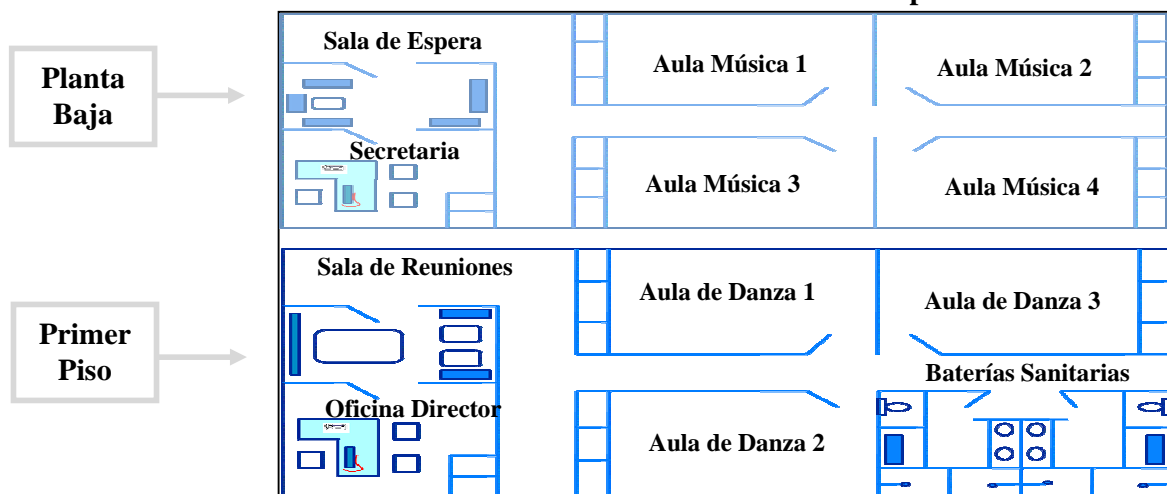 Planta
Baja
Sala de Espera
Aula Música 1
Aula Música 2
Secretaria
Aula Música 3
Aula Música 4
Primer
Piso
Sala de Reuniones
Aula de Danza 1
Aula de Danza 3
Baterías Sanitarias
Oficina Director
Aula de Danza 2